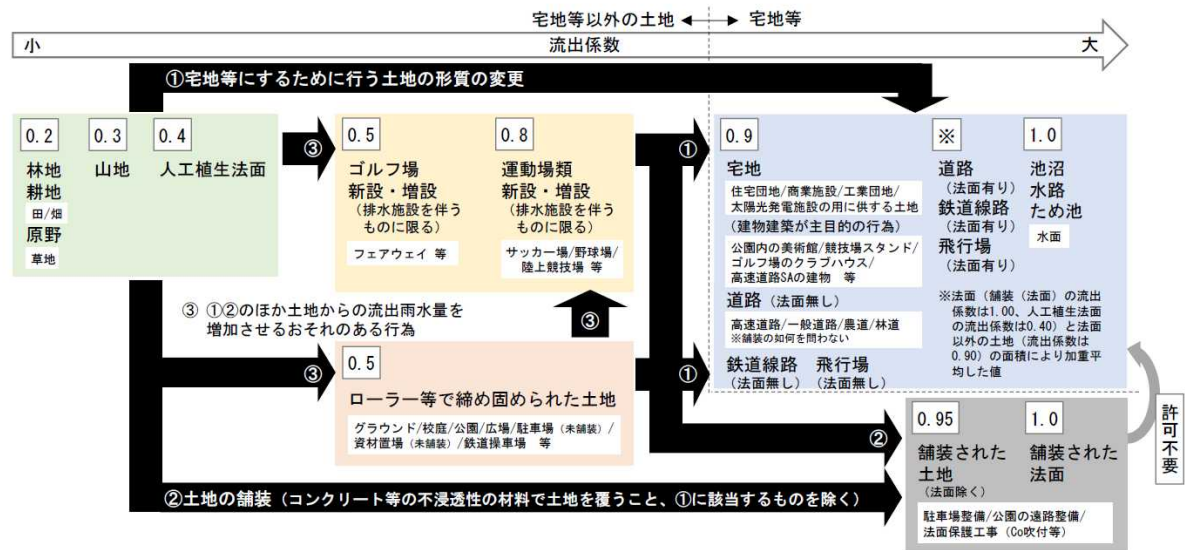 宅地等以外の土地 ⟷ 宅地等
小 流出係数 大
①宅地等にするために行う土地の形質の変更
0.2
林地
耕地
田/畑
原野
草地
0.3
山地
0.4
人工植生法面
③
0.5
ゴルフ場
新設・増設
(排水施設を伴う
ものに限る)
フェアウェイ 等
0.8
運動場類
新設・増設
(排水施設を伴う
ものに限る)
サッカー場/野球場/
陸上競技場 等
①
0.9
宅地
住宅団地/商業施設/工業団地/
太陽光発電施設の用に供する土地
(建物建築が主目的の行為)
公園内の美術館/競技場スタンド/
ゴルフ場のクラブハウス/
高速道路SAの建物 等
道路(法面無し)
高速道路/一般道路/農道/林道
※舗装の如何を問わない
鉄道線路 飛行場
(法面無し) (法面無し)
※
道路
(法面有り)
鉄道線路
(法面有り)
飛行場
(法面有り)
1.0
池沼
水路
ため池
水面
※法面(舗装(法面)の流出
係数は1.00、人工植生法面
の流出係数は0.40)と法面
以外の土地(流出係数は
0.90)の面積により加重平
均した値
③ ①②のほか土地からの流出雨水量を
増加させるおそれのある行為
③
③
0.5
ローラー等で締め固められた土地
グラウンド/校庭/公園/広場/駐車場(未舗装)/
資材置場(未舗装)/鉄道操車場 等
①
②
②土地の舗装(コンクリート等の不浸透性の材料で土地を覆うこと、①に該当するものを除く)
0.95
舗装された
土地
(法面除く)
1.0
舗装された
法面
駐車場整備/公園の遠路整備/
法面保護工事(Co吹付等)
許可不要